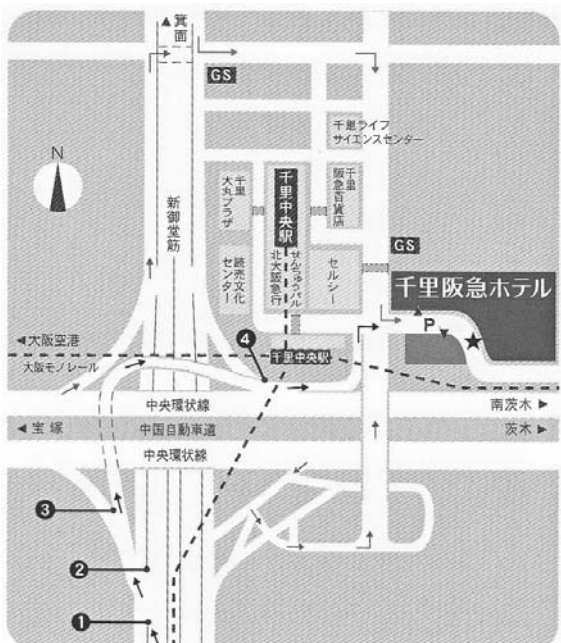 ▲箕面
GS
千里ライフ
サイエンスセンター
N
新御堂筋
千里
大丸プラザ
千里中央駅
千里
阪急百貨店
読売文化
センター
北大阪急行
せんちゅうパル
セルシー
GS
千里阪急ホテル
P
◀大阪空港
大阪モノレール
❹
千里中央駅
中央環状線
南茨木▶
◀宝塚
中国自動車道
茨木▶
中央環状線
❸
❷
❶